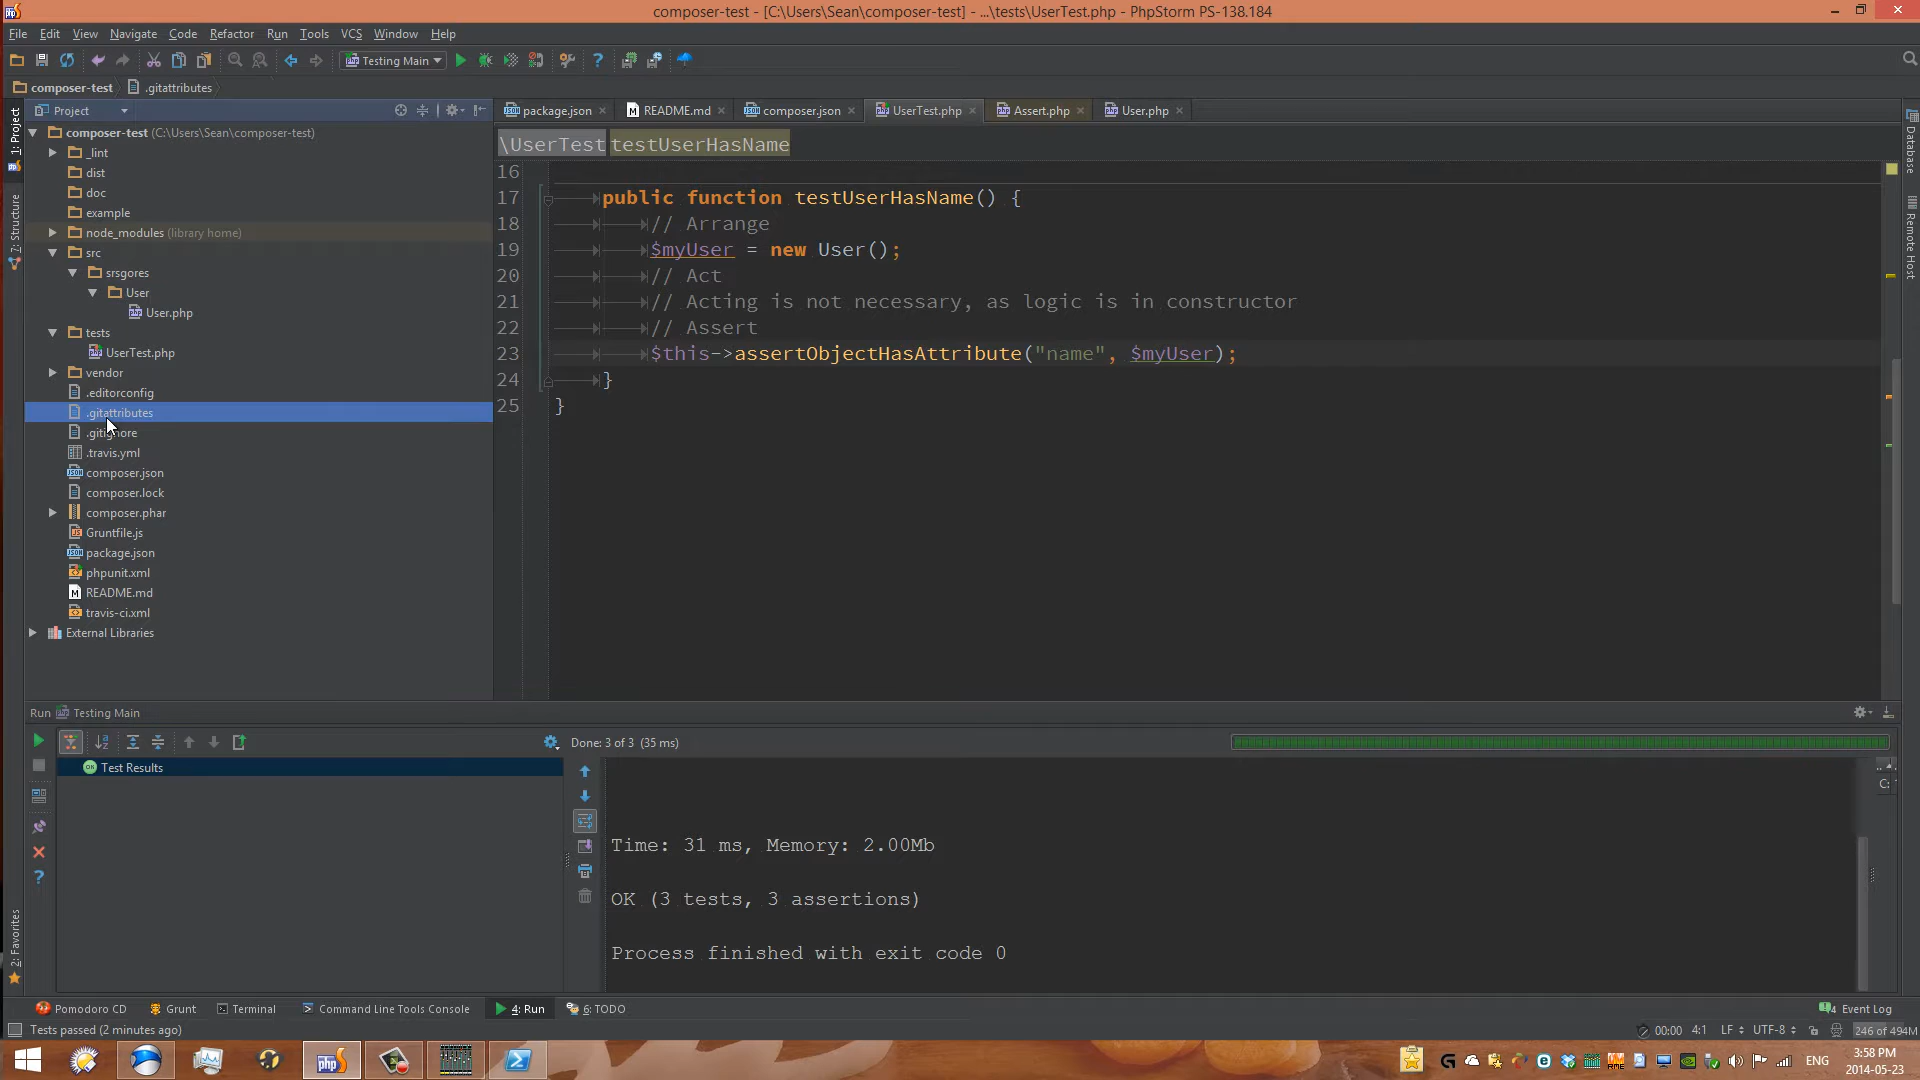 composer-test - [C:\Users\Sean\composer-test] - ...\tests\UserTest.php - PhpStorm PS-138.184
File Edit View Navigate Code Refactor Run Tools VCS Window Help
Testing Main
composer-test .gitattributes
Project
package.json README.md composer.json UserTest.php Assert.php User.php
1: Project
7: Structure
2: Favorites
Database
Remote Host
composer-test (C:\Users\Sean\composer-test)
_lint
dist
doc
example
node_modules (library home)
src
srsgores
User
User.php
tests
UserTest.php
vendor
.editorconfig
.gitattributes
.gitignore
.travis.yml
composer.json
composer.lock
composer.phar
Gruntfile.js
package.json
phpunit.xml
README.md
travis-ci.xml
External Libraries
\UserTest testUserHasName
16
17 public function testUserHasName() {
18 // Arrange
19 $myUser = new User();
20 // Act
21 // Acting is not necessary, as logic is in constructor
22 // Assert
23 $this->assertObjectHasAttribute("name", $myUser);
24 }
25 }
Run Testing Main
Done: 3 of 3 (35 ms)
Test Results
Time: 31 ms, Memory: 2.00Mb
OK (3 tests, 3 assertions)
Process finished with exit code 0
Pomodoro CD Grunt Terminal Command Line Tools Console 4: Run 6: TODO Event Log
Tests passed (2 minutes ago) 00:00 4:1 LF UTF-8 246 of 494M
ENG
3:58 PM
2014-05-23